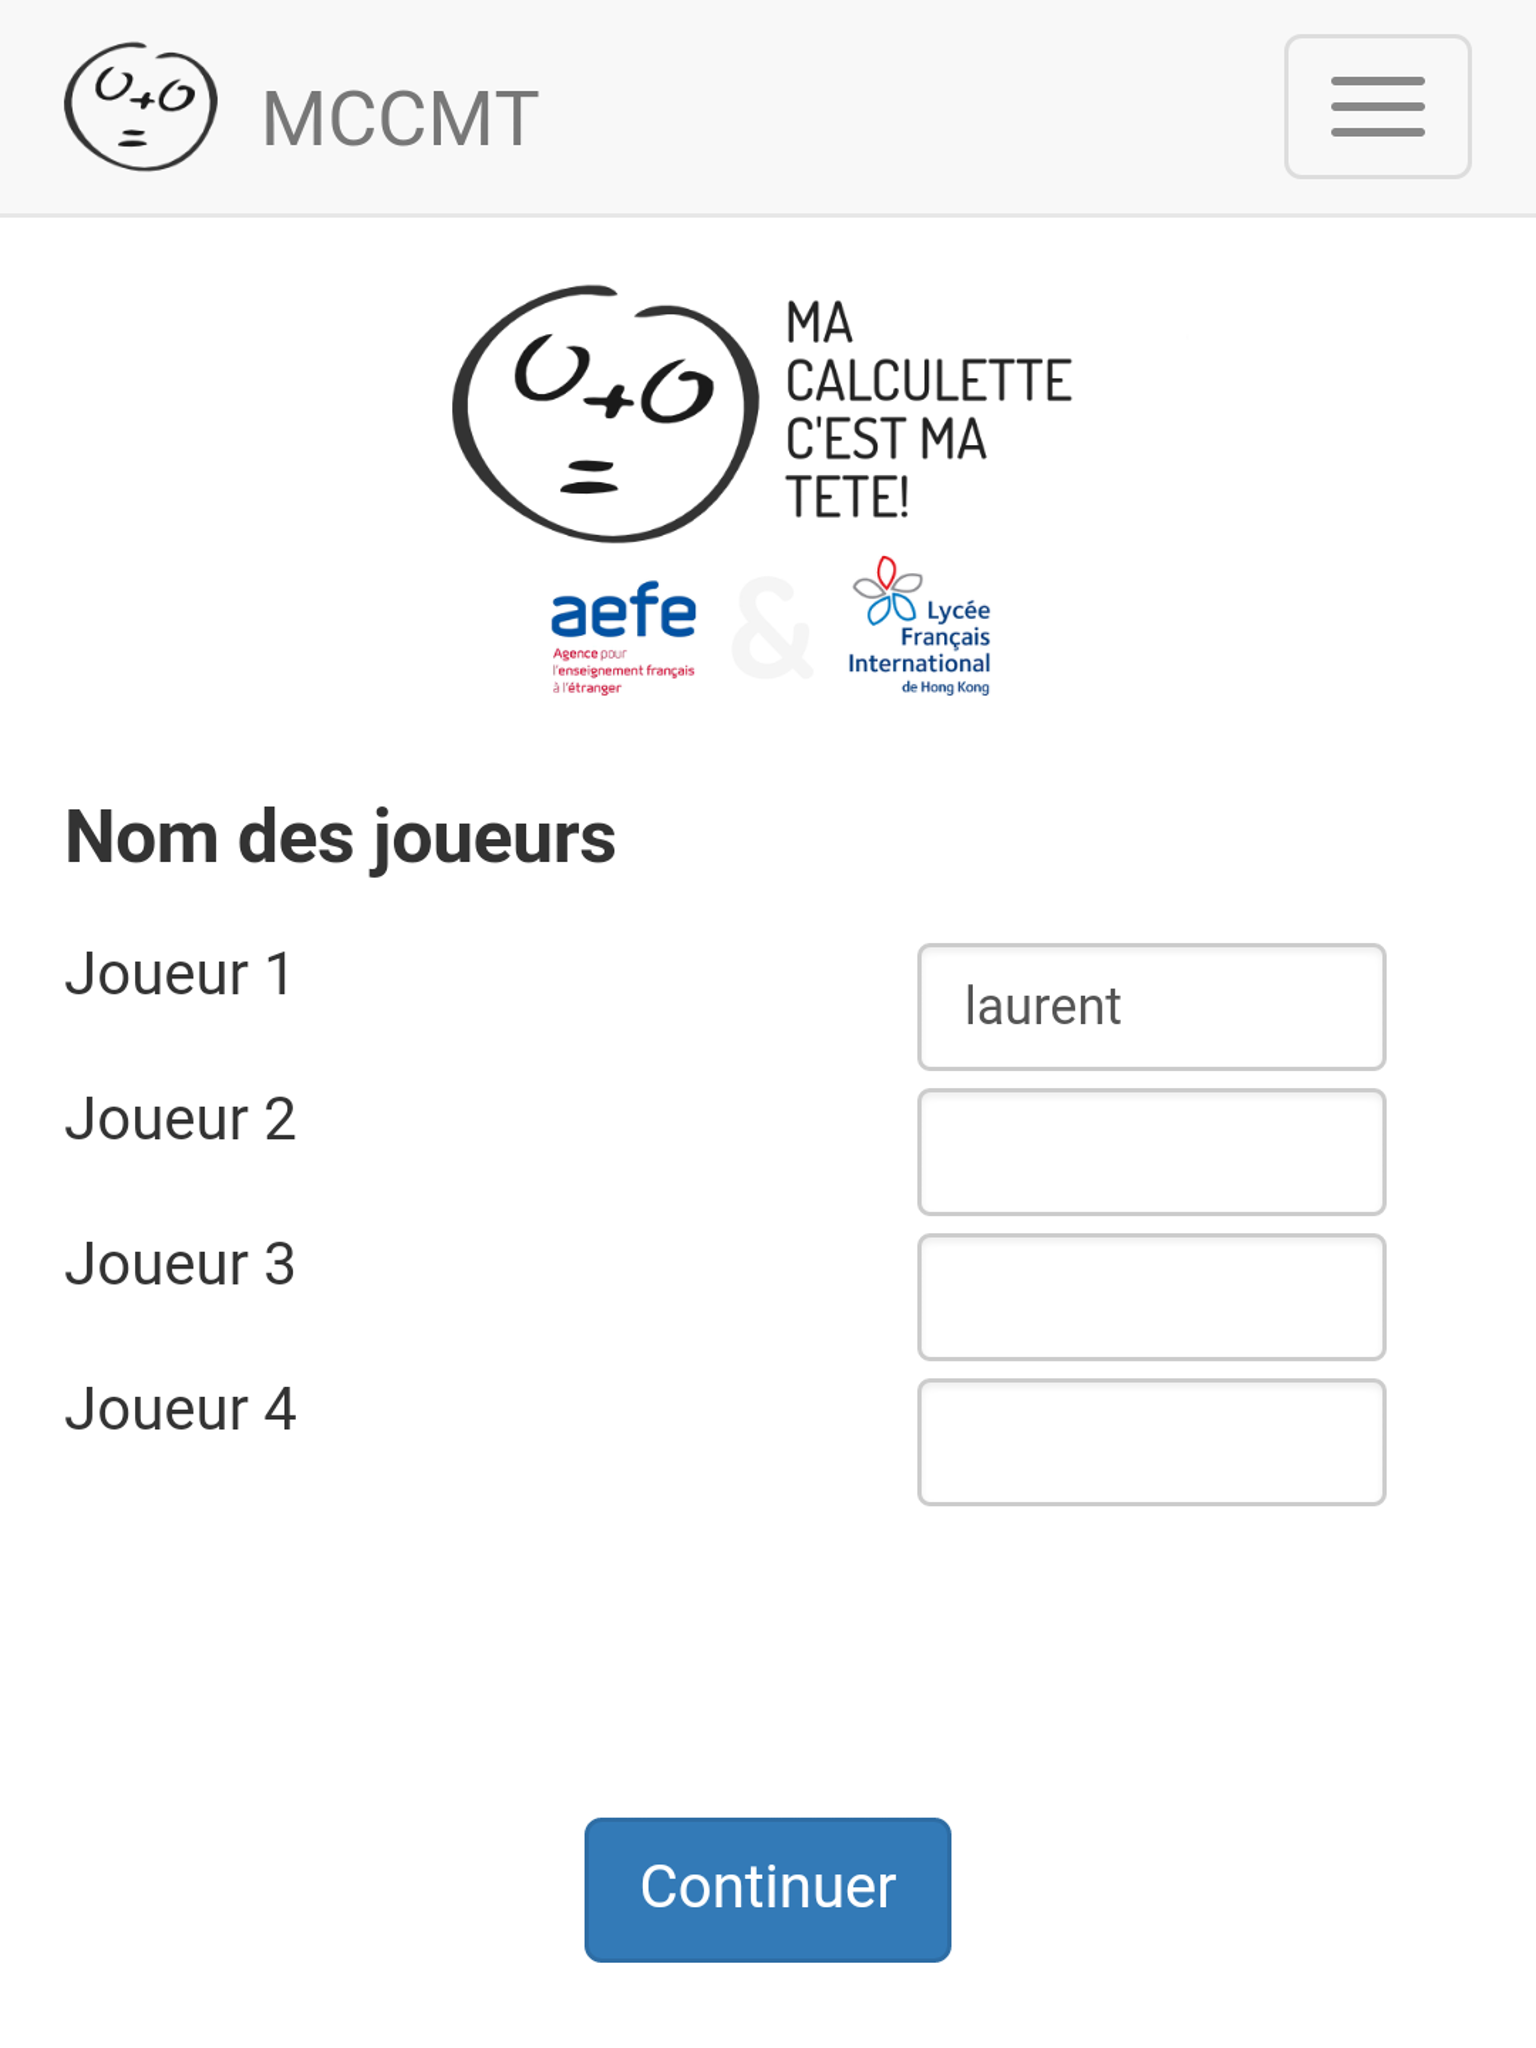 MCCMT
MA
CALCULETTE
C'EST MA
TETE!
aefe
Agence pour
l'enseignement français
à l'étranger
&
Lycée
Français
International
de Hong Kong
Nom des joueurs
Joueur 1
laurent
Joueur 2
Joueur 3
Joueur 4
Continuer